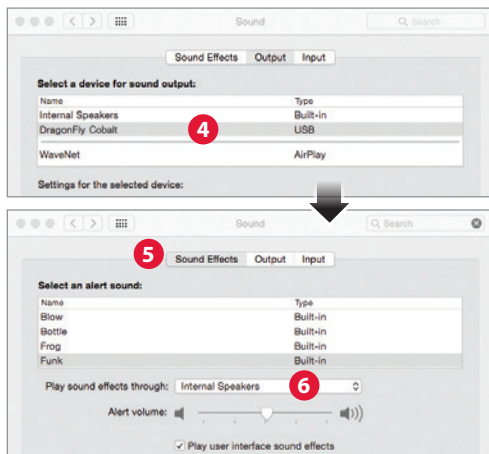 Sound
Search
Sound Effects Output Input
Select a device for sound output:
Name Type
Internal Speakers Built-in
DragonFly Cobalt 4 USB
WaveNet AirPlay
Settings for the selected device:
Sound
Search
5 Sound Effects Output Input
Select an alert sound:
Name Type
Blow Built-in
Bottle Built-in
Frog Built-in
Funk Built-in
Play sound effects through: Internal Speakers 6
Alert volume:
Play user interface sound effects